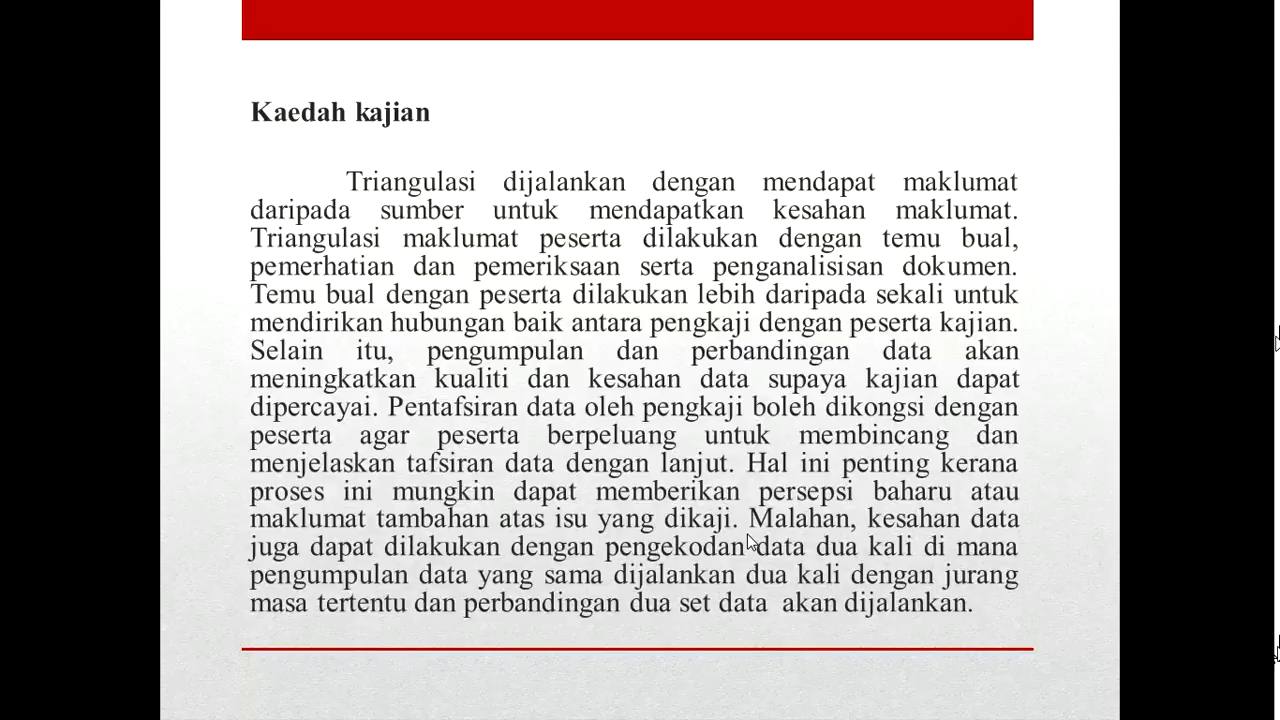 Kaedah kajian
Triangulasi dijalankan dengan mendapat maklumat
daripada sumber untuk mendapatkan kesahan maklumat.
Triangulasi maklumat peserta dilakukan dengan temu bual,
pemerhatian dan pemeriksaan serta penganalisisan dokumen.
Temu bual dengan peserta dilakukan lebih daripada sekali untuk
mendirikan hubungan baik antara pengkaji dengan peserta kajian.
Selain itu, pengumpulan dan perbandingan data akan
meningkatkan kualiti dan kesahan data supaya kajian dapat
dipercayai. Pentafsiran data oleh pengkaji boleh dikongsi dengan
peserta agar peserta berpeluang untuk membincang dan
menjelaskan tafsiran data dengan lanjut. Hal ini penting kerana
proses ini mungkin dapat memberikan persepsi baharu atau
maklumat tambahan atas isu yang dikaji. Malahan, kesahan data
juga dapat dilakukan dengan pengekodan data dua kali di mana
pengumpulan data yang sama dijalankan dua kali dengan jurang
masa tertentu dan perbandingan dua set data akan dijalankan.